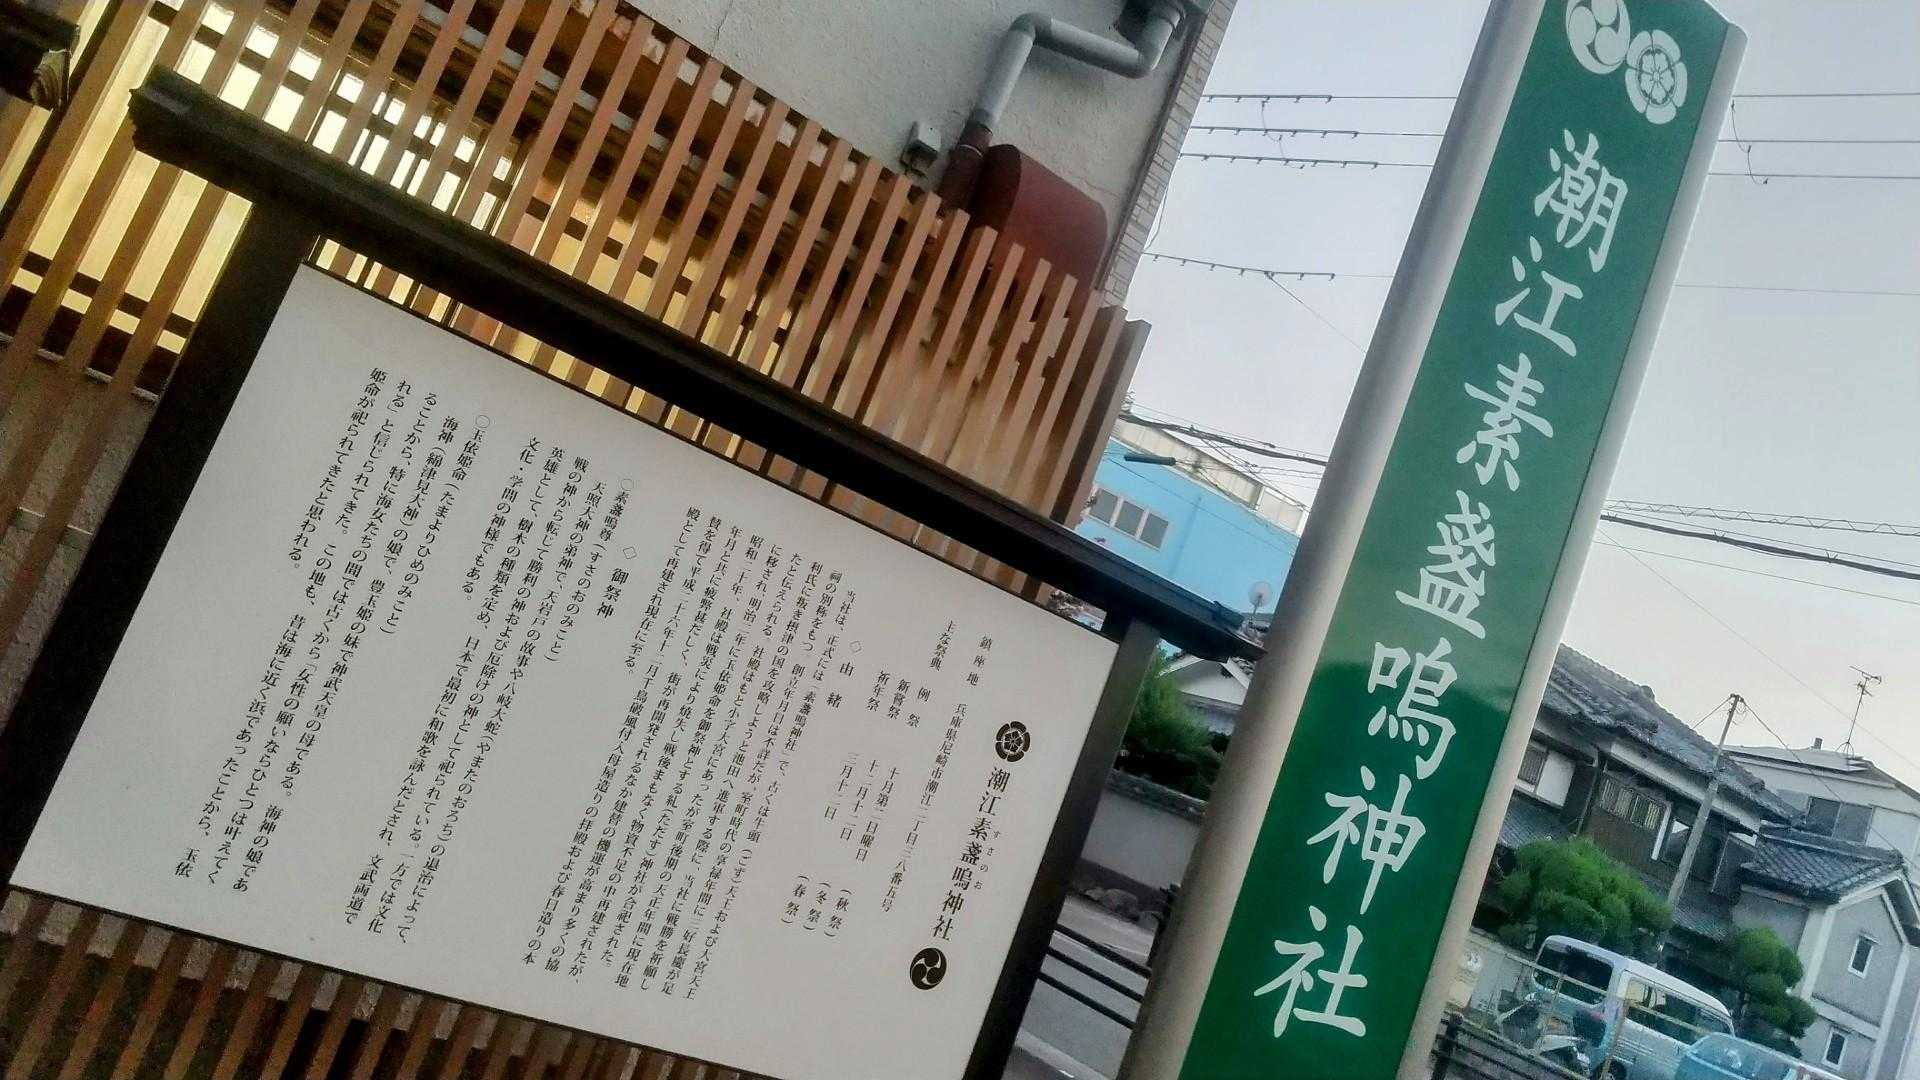 潮江素盞嗚神社
潮江素盞嗚神社
すさのお
鎮座地 兵庫県尼崎市潮江二丁目三八番五号
主な祭典
例祭 十月第二日曜日 (秋祭)
新嘗祭 十二月十二日 (冬祭)
祈年祭 三月十二日 (春祭)
◇ 由緒
当社は、正式には「素盞嗚神社」で、古くは牛頭(ごず)天王および大宮天王
祠の別称をもつ。創立年月日は不詳だが、室町時代の享禄年間に三好長慶が足
利氏に叛き摂津の国を攻略しようと池田へ進軍する際に、当社に戦勝を祈願し
たと伝えられる。社殿はもと小字大宮にあったが室町後期の天正年間に現在地
に移され、明治二年に玉依姫命を御祭神とする糺(ただす)神社が合祀された。
昭和二十年、社殿は戦災により焼失し戦後まもなく物資不足の中再建されたが、
年月と共に疲弊甚だしく、街が再開発されるなか建替の機運が高まり多くの協
賛を得て平成二十六年十二月千鳥破風付入母屋造りの拝殿および春日造りの本
殿として再建され現在に至る。
◇ 御祭神
〇素盞嗚尊(すさのおのみこと)
天照大神の弟神で、天岩戸の故事や八岐大蛇(やまたのおろち)の退治によって、
戦の神から転じて勝利の神および厄除けの神として祀られている。一方では文化
英雄として、樹木の種類を定め、日本で最初に和歌を詠んだとされ、文武両道で
文化・学問の神様でもある。
〇玉依姫命(たまよりひめのみこと)
海神(綿津見大神)の娘で、豊玉姫の妹で神武天皇の母である。海神の娘であ
ることから、特に海女たちの間では古くから「女性の願いならひとつは叶えてく
れる」と信じられてきた。この地も、昔は海に近く浜であったことから、玉依
姫命が祀られてきたと思われる。